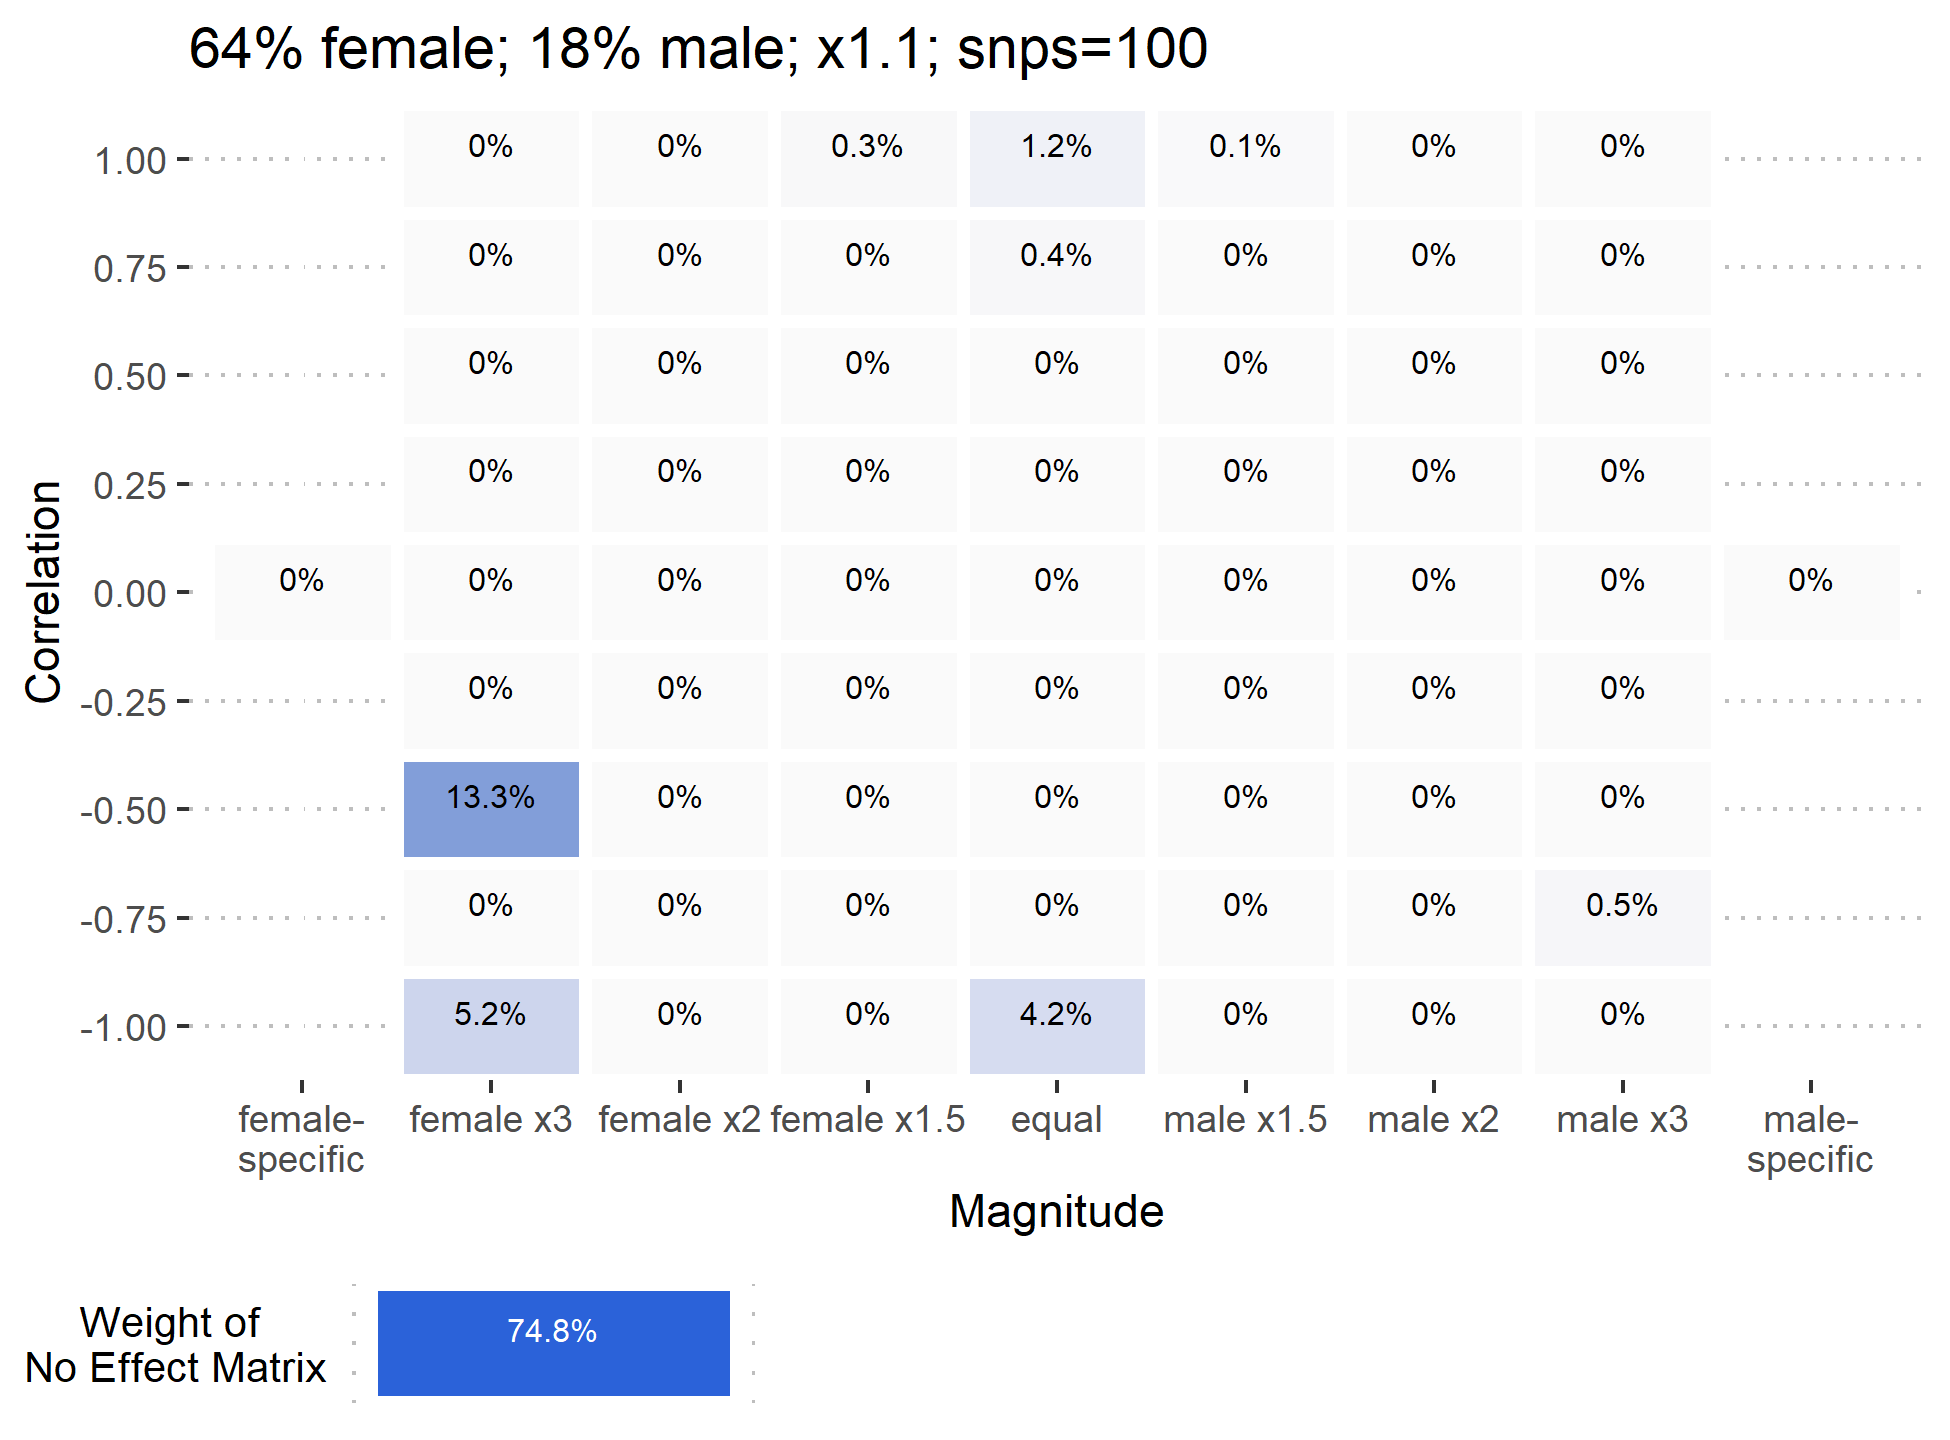 64% female; 18% male; x1.1; snps=100
1.00 0% 0% 0.3% 1.2% 0.1% 0% 0%
0.75 0% 0% 0% 0.4% 0% 0% 0%
0.50 0% 0% 0% 0% 0% 0% 0%
0.25 0% 0% 0% 0% 0% 0% 0%
0.00 0% 0% 0% 0% 0% 0% 0% 0% 0%
-0.25 0% 0% 0% 0% 0% 0% 0%
-0.50 13.3% 0% 0% 0% 0% 0% 0%
-0.75 0% 0% 0% 0% 0% 0% 0.5%
-1.00 5.2% 0% 0% 4.2% 0% 0% 0%
Correlation
female-specific female x3 female x2 female x1.5 equal male x1.5 male x2 male x3 male-specific
Magnitude
Weight of
No Effect Matrix
74.8%